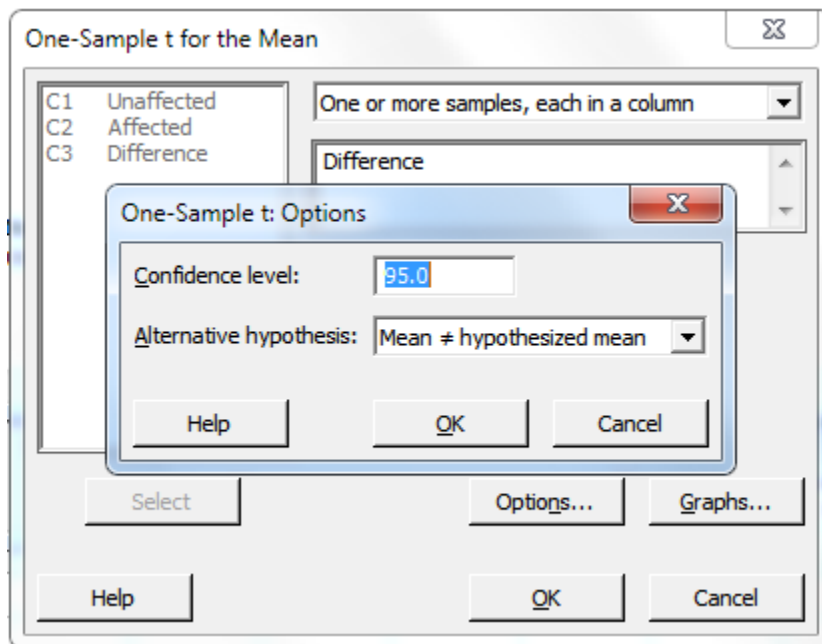 One-Sample t for the Mean
C1 Unaffected
C2 Affected
C3 Difference
One or more samples, each in a column
Difference
One-Sample t: Options
Confidence level: 95.0
Alternative hypothesis: Mean ≠ hypothesized mean
Help OK Cancel
Select Options... Graphs...
Help OK Cancel